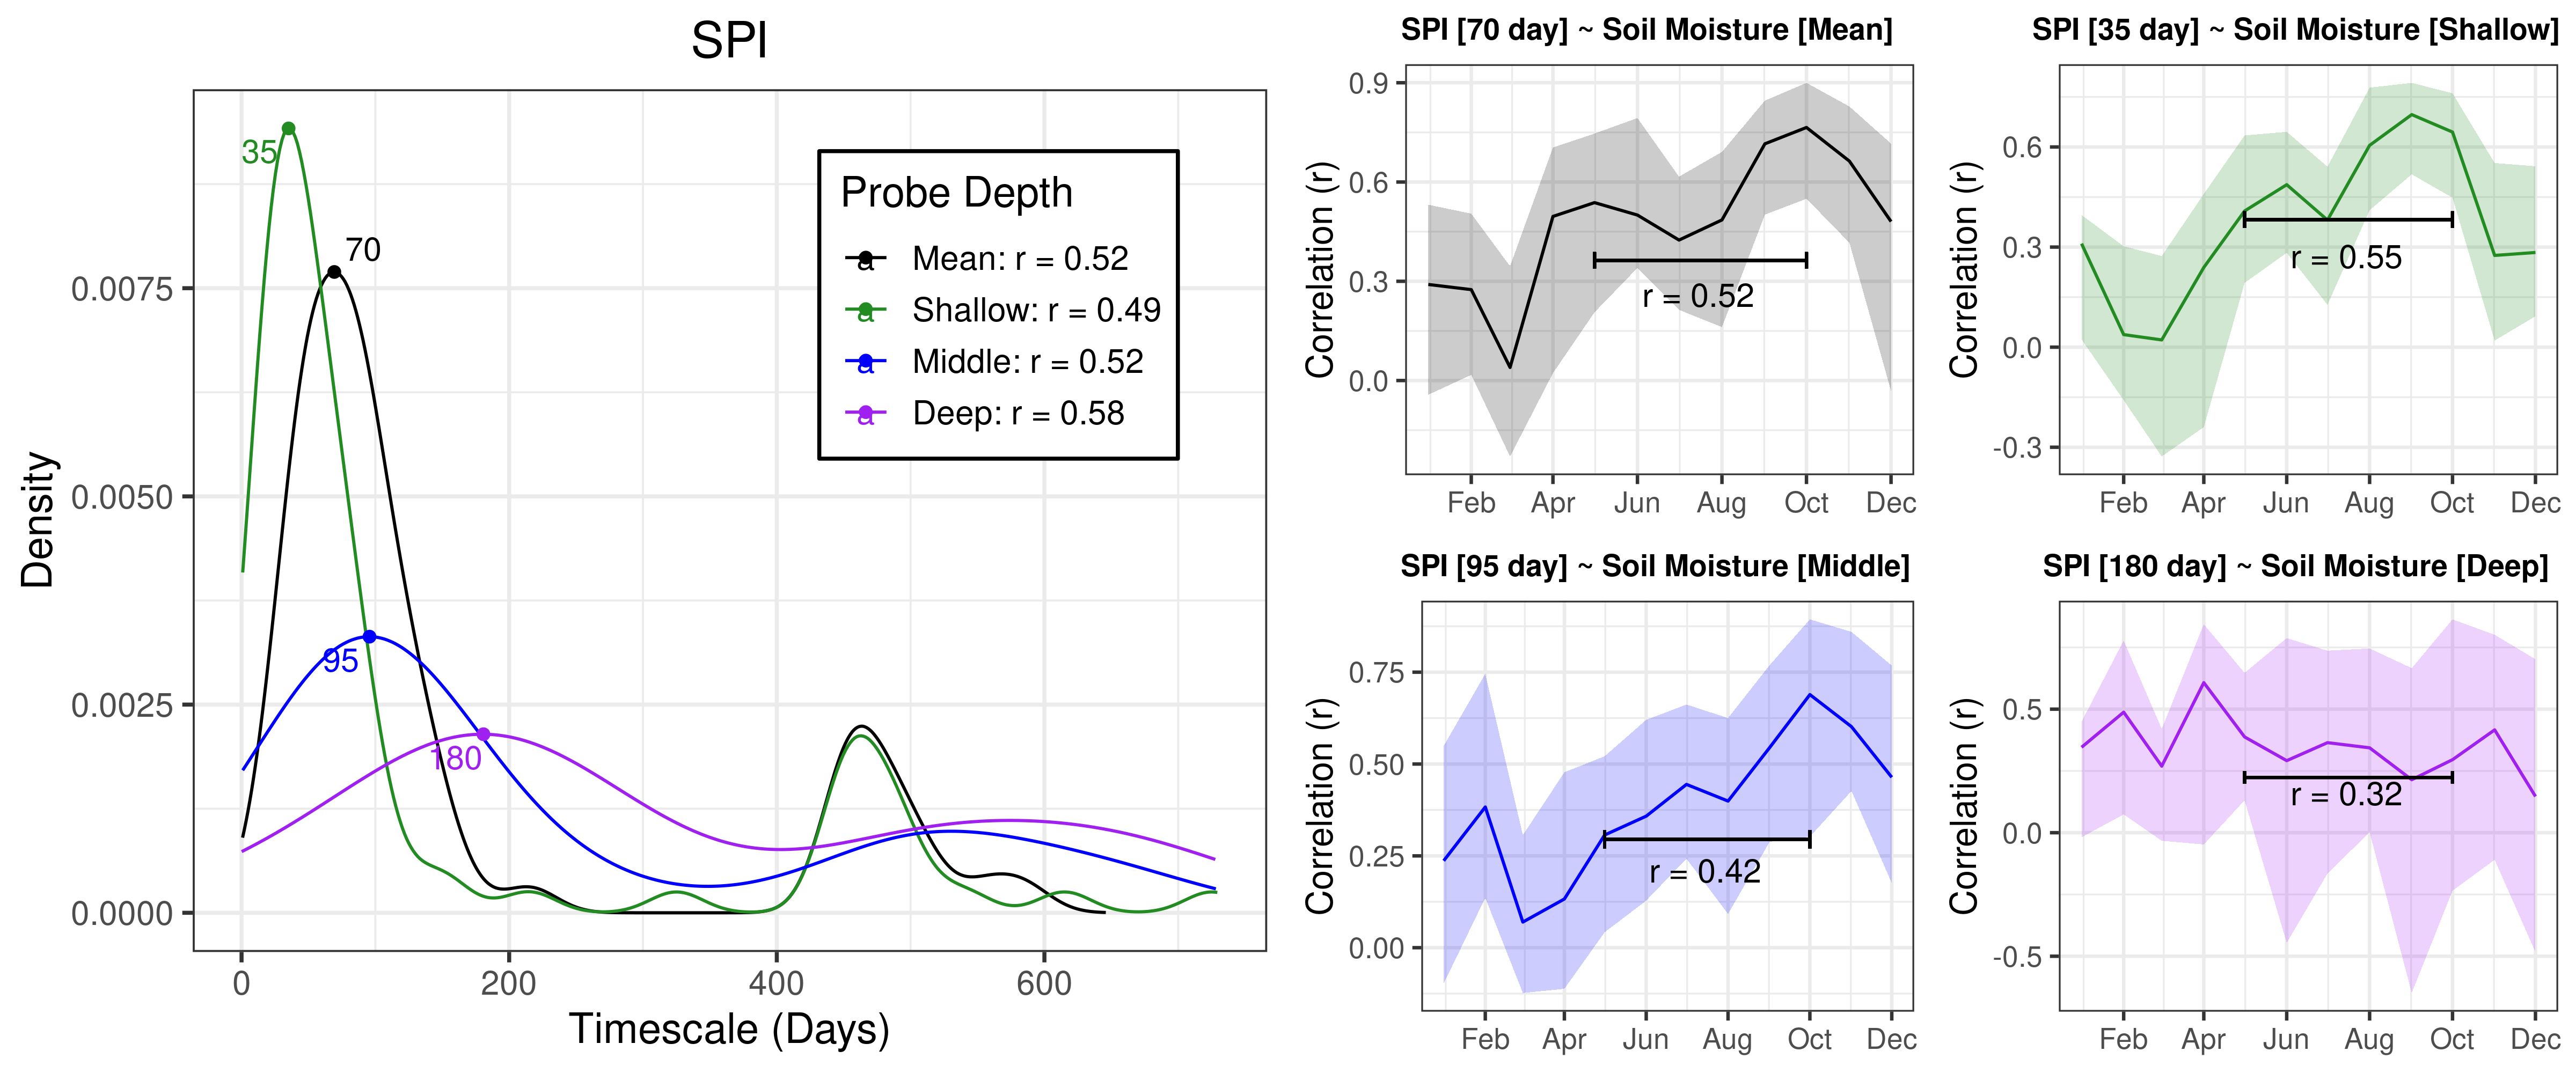 SPI
Density
0.0075
0.0050
0.0025
0.0000
35
70
95
180
Probe Depth
a Mean: r = 0.52
a Shallow: r = 0.49
a Middle: r = 0.52
a Deep: r = 0.58
0 200 400 600
Timescale (Days)
SPI [70 day] ~ Soil Moisture [Mean]
Correlation (r)
0.9
0.6
0.3
0.0
r = 0.52
Feb Apr Jun Aug Oct Dec
SPI [35 day] ~ Soil Moisture [Shallow]
Correlation (r)
0.6
0.3
0.0
-0.3
r = 0.55
Feb Apr Jun Aug Oct Dec
SPI [95 day] ~ Soil Moisture [Middle]
Correlation (r)
0.75
0.50
0.25
0.00
r = 0.42
Feb Apr Jun Aug Oct Dec
SPI [180 day] ~ Soil Moisture [Deep]
Correlation (r)
0.5
0.0
-0.5
r = 0.32
Feb Apr Jun Aug Oct Dec